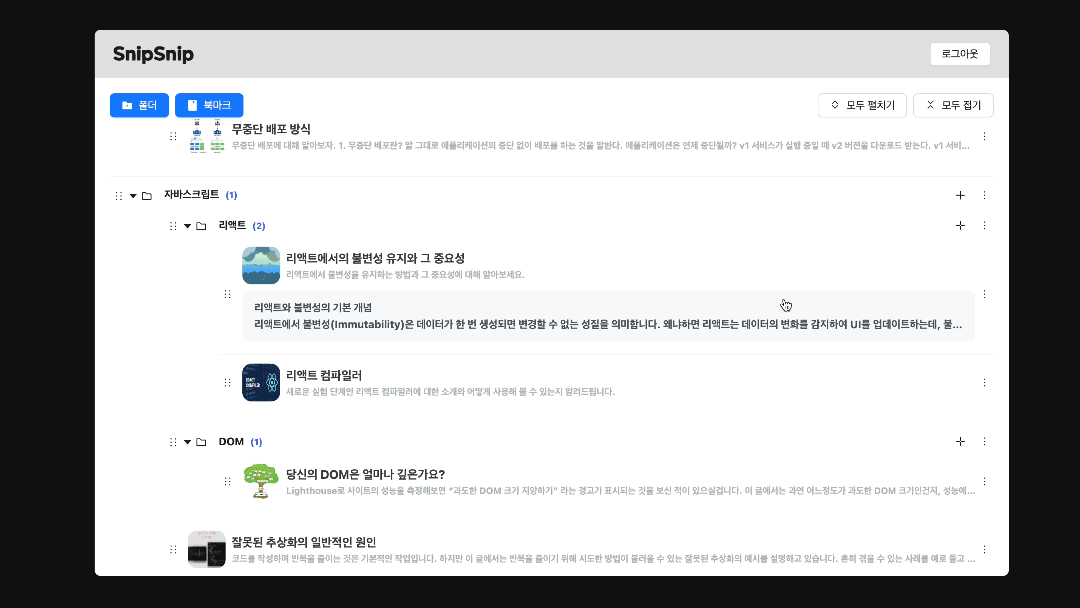 SnipSnip
로그아웃
폴더
북마크
모두 펼치기
모두 접기
무중단 배포 방식
무중단 배포에 대해 알아보자. 1. 무중단 배포란? 말 그대로 애플리케이션의 중단 없이 배포를 하는 것을 말한다. 애플리케이션은 언제 중단될까? v1 서비스가 실행 중일 때 v2 버전을 다운로드 받는다. v1 서비...
자바스크립트 (1)
리액트 (2)
리액트에서의 불변성 유지와 그 중요성
리액트에서 불변성을 유지하는 방법과 그 중요성에 대해 알아보세요.
리액트와 불변성의 기본 개념
리액트에서 불변성(Immutability)은 데이터가 한 번 생성되면 변경할 수 없는 성질을 의미합니다. 왜냐하면 리액트는 데이터의 변화를 감지하여 UI를 업데이트하는데, 불...
리액트 컴파일러
새로운 실험 단계인 리액트 컴파일러에 대한 소개와 어떻게 사용해 볼 수 있는지 알려드립니다.
DOM (1)
당신의 DOM은 얼마나 깊은가요?
Lighthouse로 사이트의 성능을 측정해보면 “과도한 DOM 크기 지양하기” 라는 경고가 표시되는 것을 보신 적이 있으실겁니다. 이 글에서는 과연 어느정도가 과도한 DOM 크기인건지, 성능에...
잘못된 추상화의 일반적인 원인
코드를 작성하며 반복을 줄이는 것은 기본적인 작업입니다. 하지만 이 글에서는 반복을 줄이기 위해 시도한 방법이 불러올 수 있는 잘못된 추상화의 예시를 설명하고 있습니다. 흔히 겪을 수 있는 사례를 예로 들고 ...